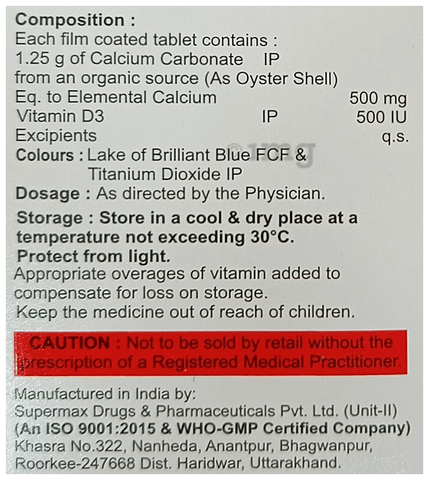 Composition :
Each film coated tablet contains :
1.25 g of Calcium Carbonate IP
from an organic source (As Oyster Shell)
Eq. to Elemental Calcium 500 mg
Vitamin D3 IP 500 IU
Excipients q.s.
Colours : Lake of Brilliant Blue FCF &
Titanium Dioxide IP
Dosage : As directed by the Physician.
Storage : Store in a cool & dry place at a
temperature not exceeding 30°C.
Protect from light.
Appropriate overages of vitamin added to
compensate for loss on storage.
Keep the medicine out of reach of children.
CAUTION : Not to be sold by retail without the
prescription of a Registered Medical Practitioner.
Manufactured in India by:
Supermax Drugs & Pharmaceuticals Pvt. Ltd. (Unit-II)
(An ISO 9001:2015 & WHO-GMP Certified Company)
Khasra No.322, Nanheda, Anantpur, Bhagwanpur,
Roorkee-247668 Dist. Haridwar, Uttarakhand.